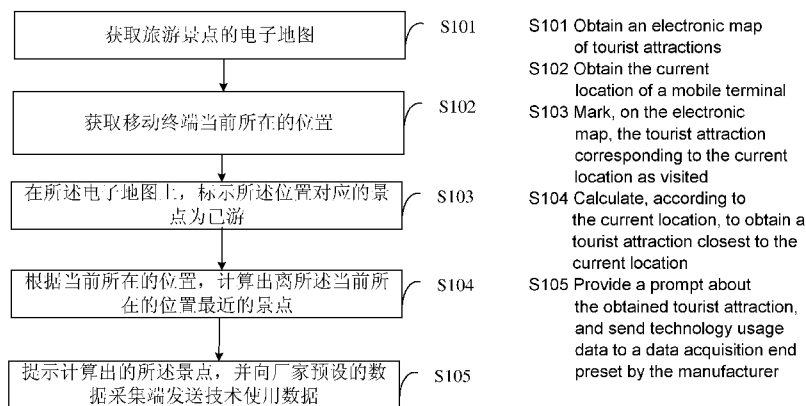 获取旅游景点的电子地图
S101
获取移动终端当前所在的位置
S102
在所述电子地图上，标示所述位置对应的景
点为已游
S103
根据当前所在的位置，计算出离所述当前所
在的位置最近的景点
S104
提示计算出的所述景点，并向厂家预设的数
据采集端发送技术使用数据
S105
S101 Obtain an electronic map
of tourist attractions
S102 Obtain the current
location of a mobile terminal
S103 Mark, on the electronic
map, the tourist attraction
corresponding to the current
location as visited
S104 Calculate, according to
the current location, to obtain a
tourist attraction closest to the
current location
S105 Provide a prompt about
the obtained tourist attraction,
and send technology usage
data to a data acquisition end
preset by the manufacturer